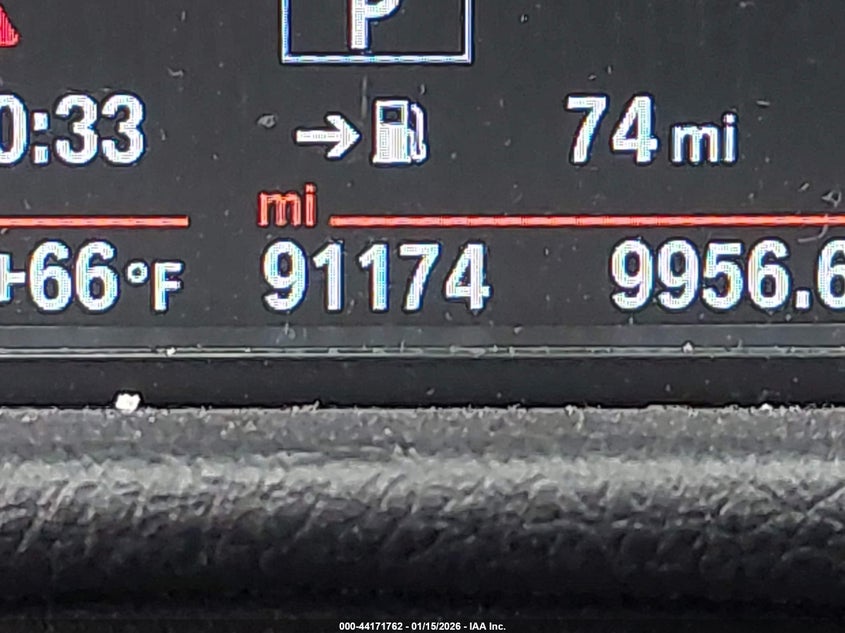 P
0:33 74 mi
mi
+66°F 91174 9956.6
000-44171762 - 01/15/2026 - IAA Inc.